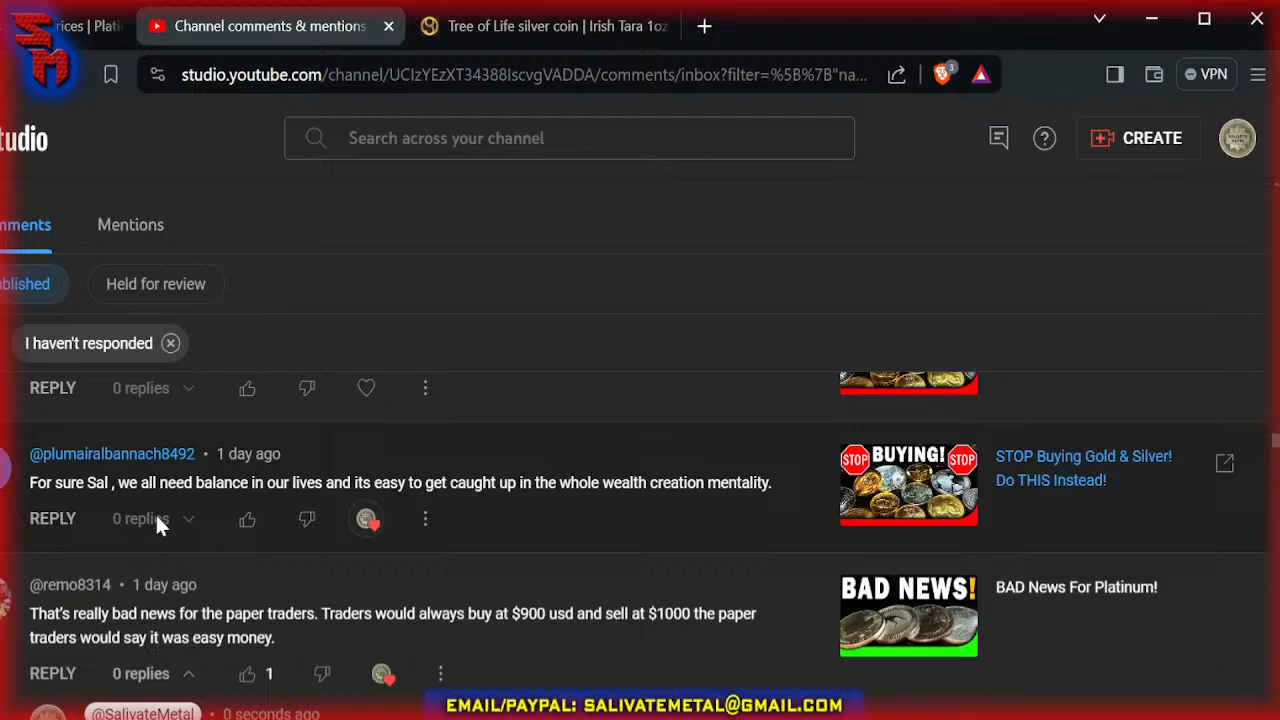 SM
rices | Plati
Channel comments & mentions
Tree of Life silver coin | Irish Tara 1oz
studio.youtube.com/channel/UCIzYEzXT34388lscvgVADDA/comments/inbox?filter=%5B%7B"na...
3
VPN
tudio
Search across your channel
CREATE
mments
Mentions
ublished
Held for review
I haven't responded
REPLY
0 replies
@plumairalbannach8492 • 1 day ago
For sure Sal , we all need balance in our lives and its easy to get caught up in the whole wealth creation mentality.
REPLY
0 replies
STOP
BUYING!
STOP
STOP Buying Gold & Silver!
Do THIS Instead!
@remo8314 • 1 day ago
That's really bad news for the paper traders. Traders would always buy at $900 usd and sell at $1000 the paper
traders would say it was easy money.
REPLY
0 replies
1
BAD NEWS!
BAD News For Platinum!
@SalivateMetal • 0 seconds ago
EMAIL/PAYPAL: SALIVATEMETAL@GMAIL.COM